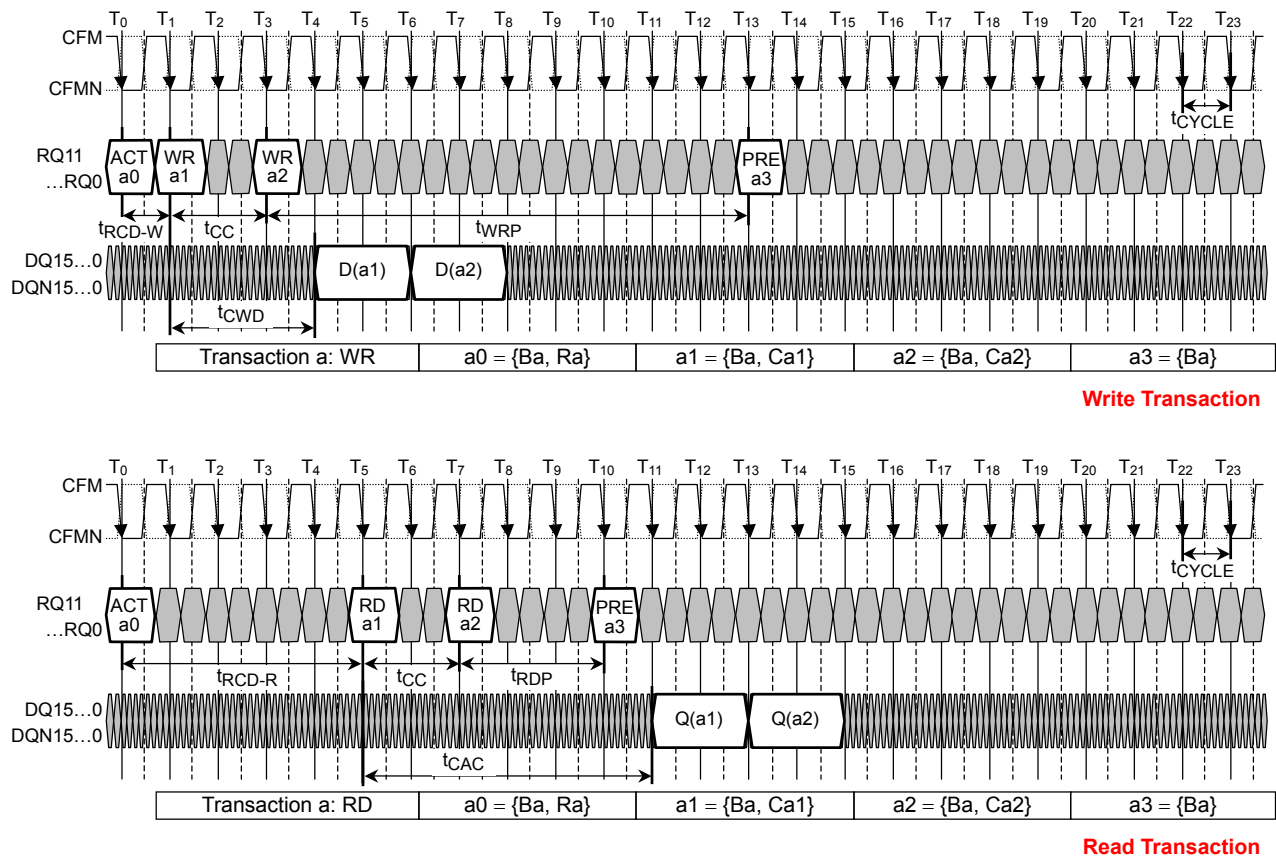 T0 T1 T2 T3 T4 T5 T6 T7 T8 T9 T10 T11 T12 T13 T14 T15 T16 T17 T18 T19 T20 T21 T22 T23
CFM
CFMN
tCYCLE
RQ11
…RQ0
ACT a0
WR a1
WR a2
PRE a3
tRCD-W
tCC
tWRP
DQ15…0
DQN15…0
D(a1)
D(a2)
tCWD
Transaction a: WR
a0 = {Ba, Ra}
a1 = {Ba, Ca1}
a2 = {Ba, Ca2}
a3 = {Ba}
Write Transaction
T0 T1 T2 T3 T4 T5 T6 T7 T8 T9 T10 T11 T12 T13 T14 T15 T16 T17 T18 T19 T20 T21 T22 T23
CFM
CFMN
tCYCLE
RQ11
…RQ0
ACT a0
RD a1
RD a2
PRE a3
tRCD-R
tCC
tRDP
DQ15…0
DQN15…0
Q(a1)
Q(a2)
tCAC
Transaction a: RD
a0 = {Ba, Ra}
a1 = {Ba, Ca1}
a2 = {Ba, Ca2}
a3 = {Ba}
Read Transaction